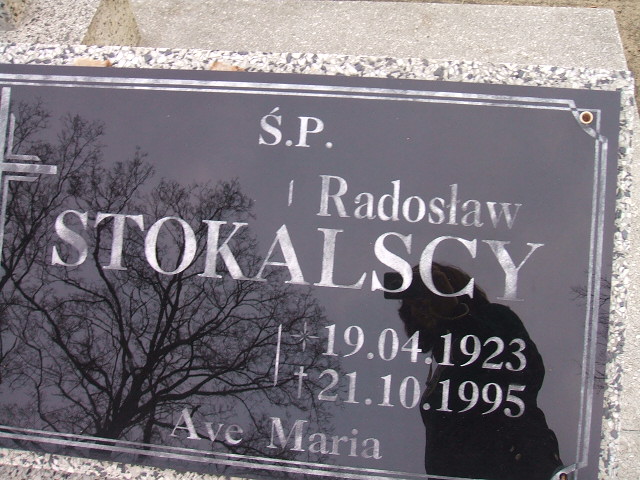 Ś.P.
Radosław
STOKALSCY
19.04.1923
† 21.10.1995
Ave Maria